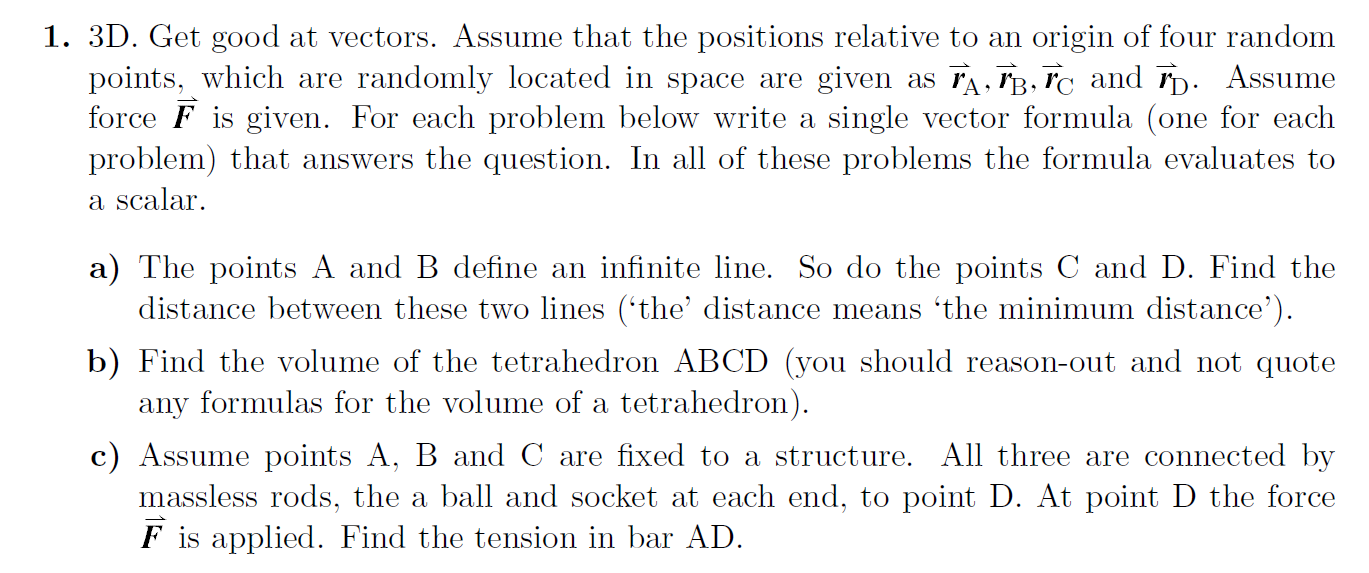 1. 3D. Get good at vectors. Assume that the positions relative to an origin of four random
points, which are randomly located in space are given as r⃗_A, r⃗_B, r⃗_C and r⃗_D. Assume
force F⃗ is given. For each problem below write a single vector formula (one for each
problem) that answers the question. In all of these problems the formula evaluates to
a scalar.
a) The points A and B define an infinite line. So do the points C and D. Find the
distance between these two lines (‘the’ distance means ‘the minimum distance’).
b) Find the volume of the tetrahedron ABCD (you should reason-out and not quote
any formulas for the volume of a tetrahedron).
c) Assume points A, B and C are fixed to a structure. All three are connected by
massless rods, the a ball and socket at each end, to point D. At point D the force
F⃗ is applied. Find the tension in bar AD.